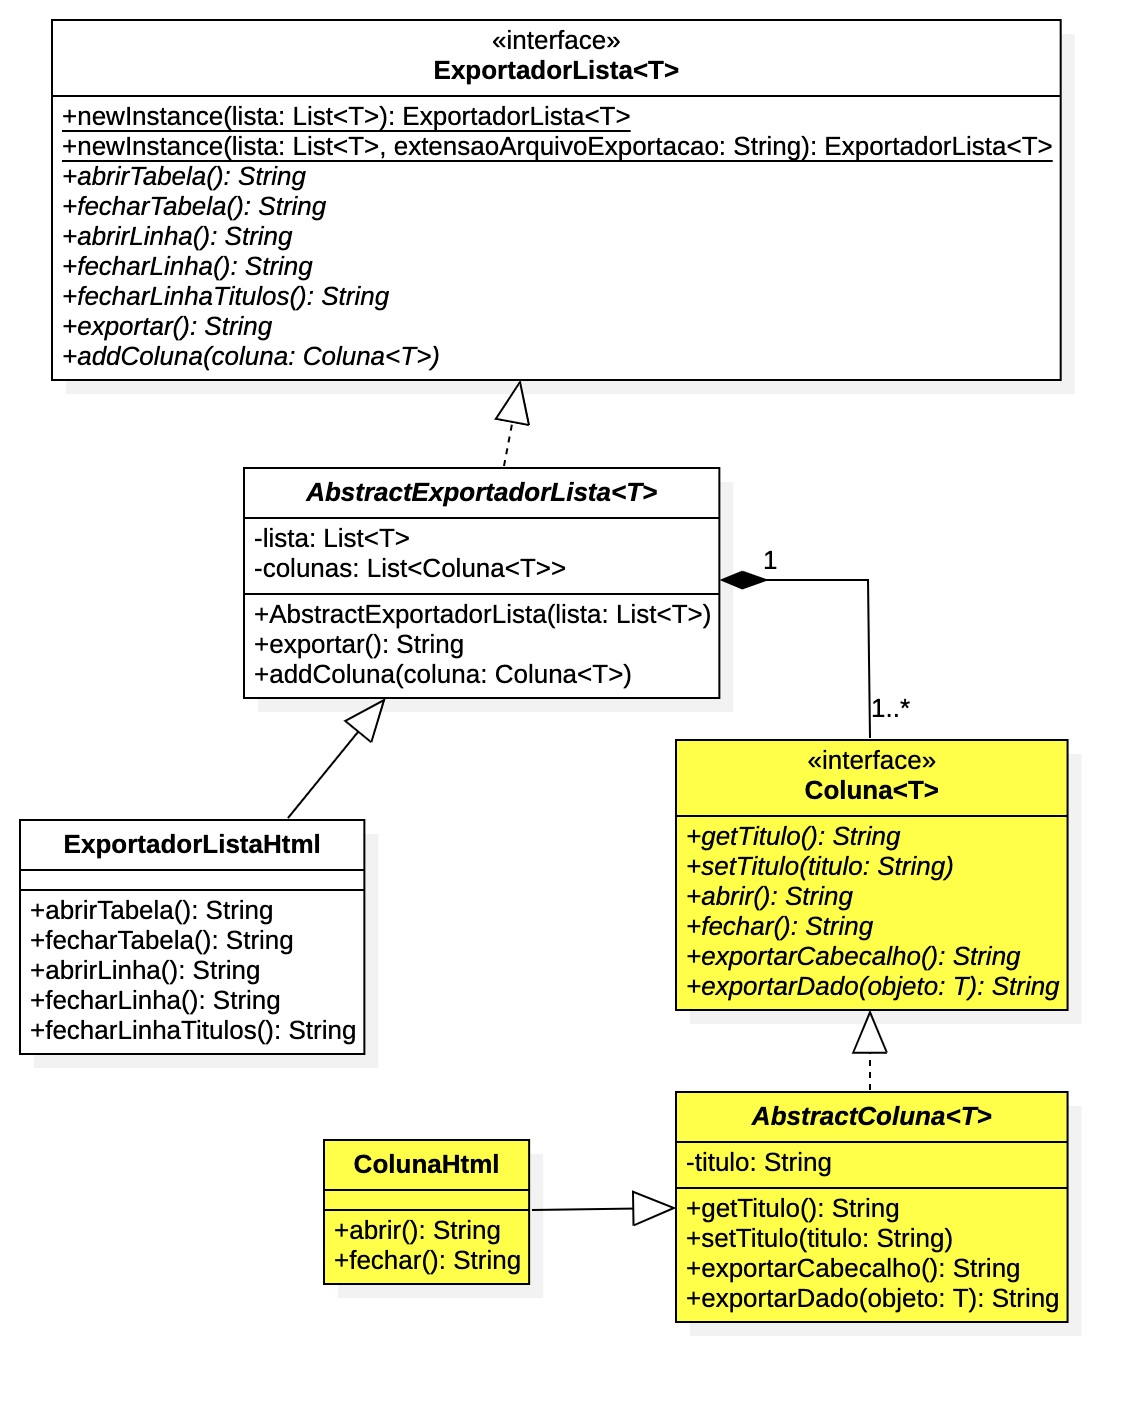 «interface»
ExportadorLista<T>
+newInstance(lista: List<T>): ExportadorLista<T>
+newInstance(lista: List<T>, extensaoArquivoExportacao: String): ExportadorLista<T>
+abrirTabela(): String
+fecharTabela(): String
+abrirLinha(): String
+fecharLinha(): String
+fecharLinhaTitulos(): String
+exportar(): String
+addColuna(coluna: Coluna<T>)
AbstractExportadorLista<T>
-lista: List<T>
-colunas: List<Coluna<T>>
+AbstractExportadorLista(lista: List<T>)
+exportar(): String
+addColuna(coluna: Coluna<T>)
1
1..*
«interface»
Coluna<T>
+getTitulo(): String
+setTitulo(titulo: String)
+abrir(): String
+fechar(): String
+exportarCabecalho(): String
+exportarDado(objeto: T): String
ExportadorListaHtml
+abrirTabela(): String
+fecharTabela(): String
+abrirLinha(): String
+fecharLinha(): String
+fecharLinhaTitulos(): String
AbstractColuna<T>
-titulo: String
+getTitulo(): String
+setTitulo(titulo: String)
+exportarCabecalho(): String
+exportarDado(objeto: T): String
ColunaHtml
+abrir(): String
+fechar(): String